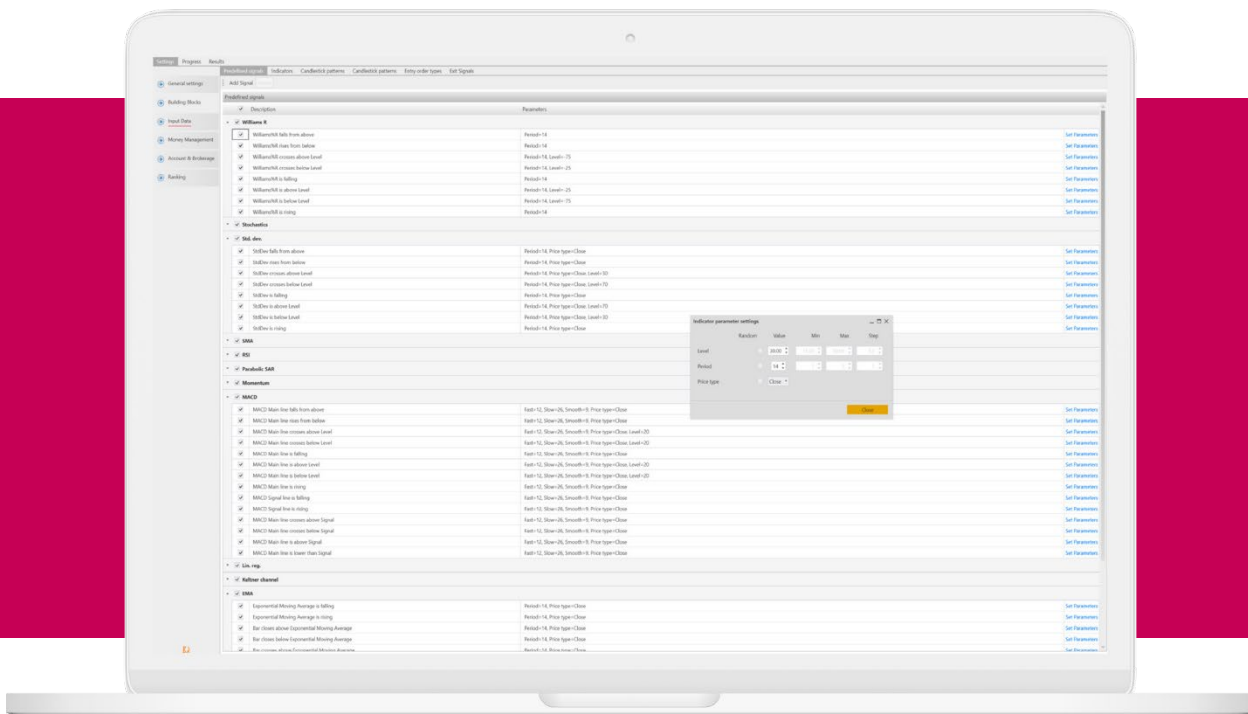 Settings Progress Results
Predefined signals Indicators Candlestick patterns Candlestick patterns Entry order types Exit Signals
General settings
Add Signal
Building Blocks
Predefined signals
Description Parameters
Input Data
Williams R
Williams%R falls from above Period=14 Set Parameters
Money Management
Williams%R rises from below Period=14 Set Parameters
Williams%R crosses above Level Period=14, Level=-75 Set Parameters
Account & Brokerage
Williams%R crosses below Level Period=14, Level=-25 Set Parameters
Ranking
Williams%R is falling Period=14 Set Parameters
Williams%R is above Level Period=14, Level=-25 Set Parameters
Williams%R is below Level Period=14, Level=-75 Set Parameters
Williams%R is rising Period=14 Set Parameters
Stochastics
Std. dev.
StdDev falls from above Period=14, Price type=Close Set Parameters
StdDev rises from below Period=14, Price type=Close Set Parameters
StdDev crosses above Level Period=14, Price type=Close, Level=30 Set Parameters
StdDev crosses below Level Period=14, Price type=Close, Level=70 Set Parameters
StdDev is falling Period=14, Price type=Close Set Parameters
StdDev is above Level Period=14, Price type=Close, Level=70 Set Parameters
StdDev is below Level Period=14, Price type=Close, Level=30 Set Parameters
StdDev is rising Period=14, Price type=Close Set Parameters
Indicator parameter settings
Random Value Min Max Step
Level 30.00
Period 14
Price type Close
Close
SMA
RSI
Parabolic SAR
Momentum
MACD
MACD Main line falls from above Fast=12, Slow=26, Smooth=9, Price type=Close Set Parameters
MACD Main line rises from below Fast=12, Slow=26, Smooth=9, Price type=Close Set Parameters
MACD Main line crosses above Level Fast=12, Slow=26, Smooth=9, Price type=Close, Level=20 Set Parameters
MACD Main line crosses below Level Fast=12, Slow=26, Smooth=9, Price type=Close, Level=20 Set Parameters
MACD Main line is falling Fast=12, Slow=26, Smooth=9, Price type=Close Set Parameters
MACD Main line is above Level Fast=12, Slow=26, Smooth=9, Price type=Close, Level=20 Set Parameters
MACD Main line is below Level Fast=12, Slow=26, Smooth=9, Price type=Close, Level=20 Set Parameters
MACD Main line is rising Fast=12, Slow=26, Smooth=9, Price type=Close Set Parameters
MACD Signal line is falling Fast=12, Slow=26, Smooth=9, Price type=Close Set Parameters
MACD Signal line is rising Fast=12, Slow=26, Smooth=9, Price type=Close Set Parameters
MACD Main line crosses above Signal Fast=12, Slow=26, Smooth=9, Price type=Close Set Parameters
MACD Main line crosses below Signal Fast=12, Slow=26, Smooth=9, Price type=Close Set Parameters
MACD Main line is above Signal Fast=12, Slow=26, Smooth=9, Price type=Close Set Parameters
MACD Main line is lower than Signal Fast=12, Slow=26, Smooth=9, Price type=Close Set Parameters
Lin. reg.
Keltner channel
EMA
Exponential Moving Average is falling Period=14, Price type=Close Set Parameters
Exponential Moving Average is rising Period=14, Price type=Close Set Parameters
Bar closes above Exponential Moving Average Period=14, Price type=Close Set Parameters
Bar closes below Exponential Moving Average Period=14, Price type=Close Set Parameters
Bar crosses above Exponential Moving Average Period=14, Price type=Close Set Parameters